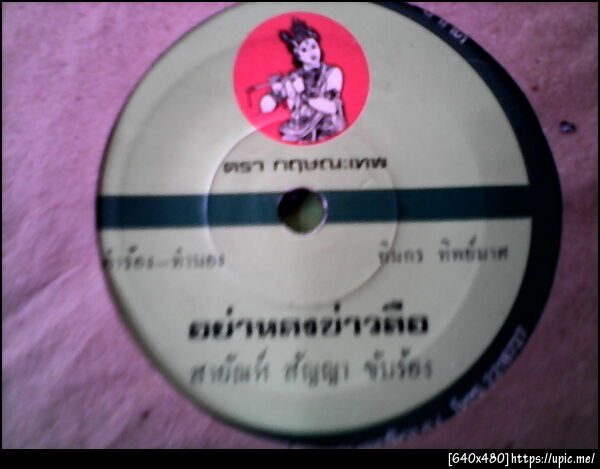 ตรา กฤษณะเทพ
คำร้อง-ทำนอง จินกร ทิพย์มาศ
อย่าหลงข่าวลือ
สายัณห์ สัญญา ขับร้อง
[640x480]https://upic.me/